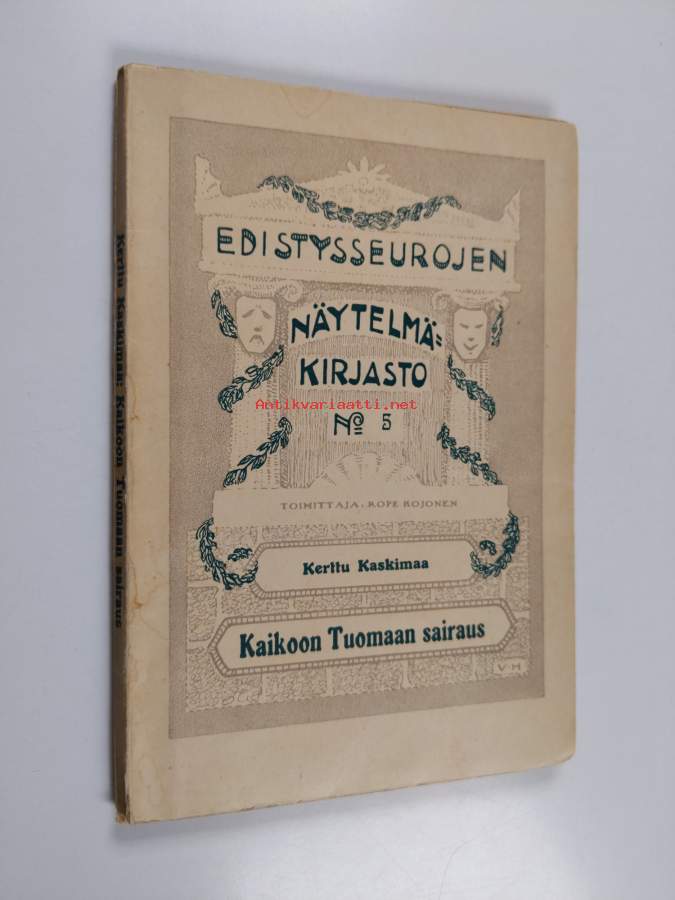 EDISTYSSEUROJEN
NÄYTELMÄ=
KIRJASTO
Antikvariaatti.net
No 5
TOIMITTAJA: ROPE KOJONEN
Kerttu Kaskimaa
Kaikoon Tuomaan sairaus
V·H
Kerttu Kaskimaa: Kaikoon Tuomaan sairaus